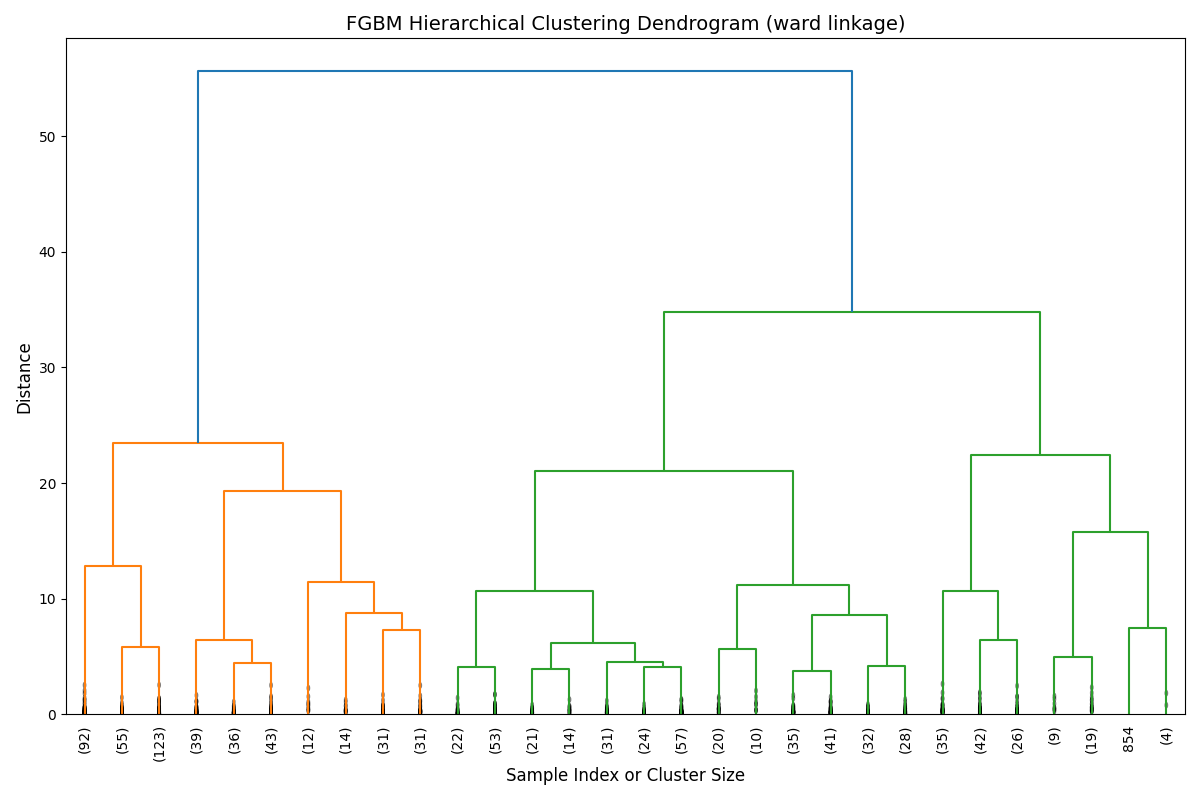 FGBM Hierarchical Clustering Dendrogram (ward linkage)
50
40
30
20
10
0
Distance
(92) (55) (123) (39) (36) (43) (12) (14) (31) (31) (22) (53) (21) (14) (31) (24) (57) (20) (10) (35) (41) (32) (28) (35) (42) (26) (9) (19) 854 (4)
Sample Index or Cluster Size